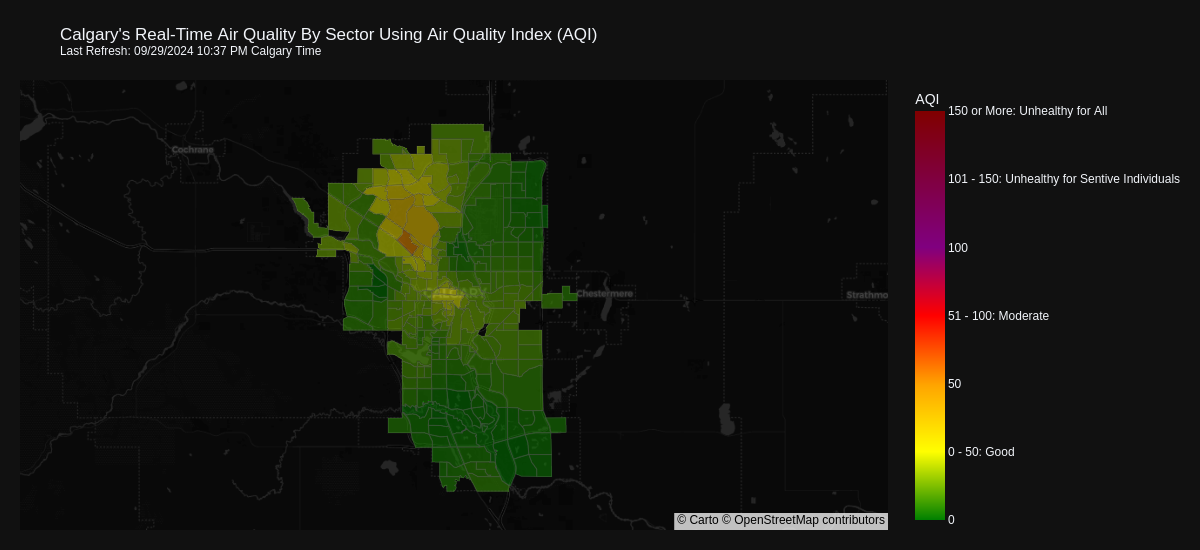 Calgary's Real-Time Air Quality By Sector Using Air Quality Index (AQI)
Last Refresh: 09/29/2024 10:37 PM Calgary Time
AQI
150 or More: Unhealthy for All
101 - 150: Unhealthy for Sentive Individuals
100
51 - 100: Moderate
50
0 - 50: Good
0
Cochrane
CALGARY
Chestermere
Strathmo
© Carto © OpenStreetMap contributors